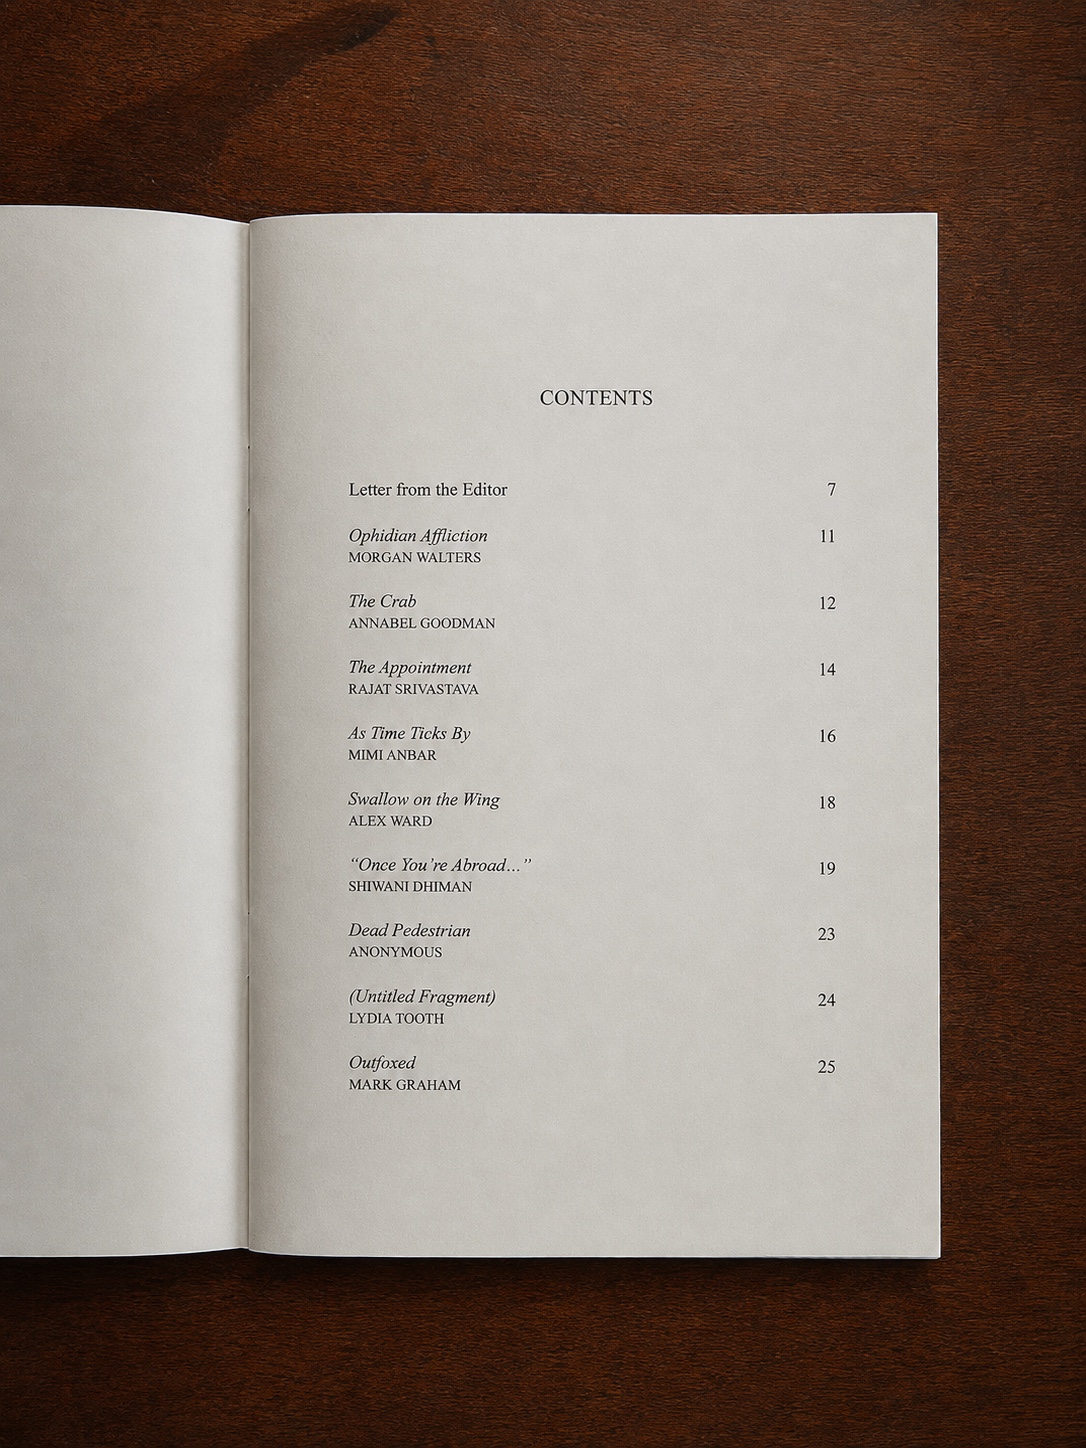 CONTENTS
Letter from the Editor 7
Ophidian Affliction 11
MORGAN WALTERS
The Crab 12
ANNABEL GOODMAN
The Appointment 14
RAJAT SRIVASTAVA
As Time Ticks By 16
MIMI ANBAR
Swallow on the Wing 18
ALEX WARD
“Once You’re Abroad…” 19
SHIWANI DHIMAN
Dead Pedestrian 23
ANONYMOUS
(Untitled Fragment) 24
LYDIA TOOTH
Outfoxed 25
MARK GRAHAM